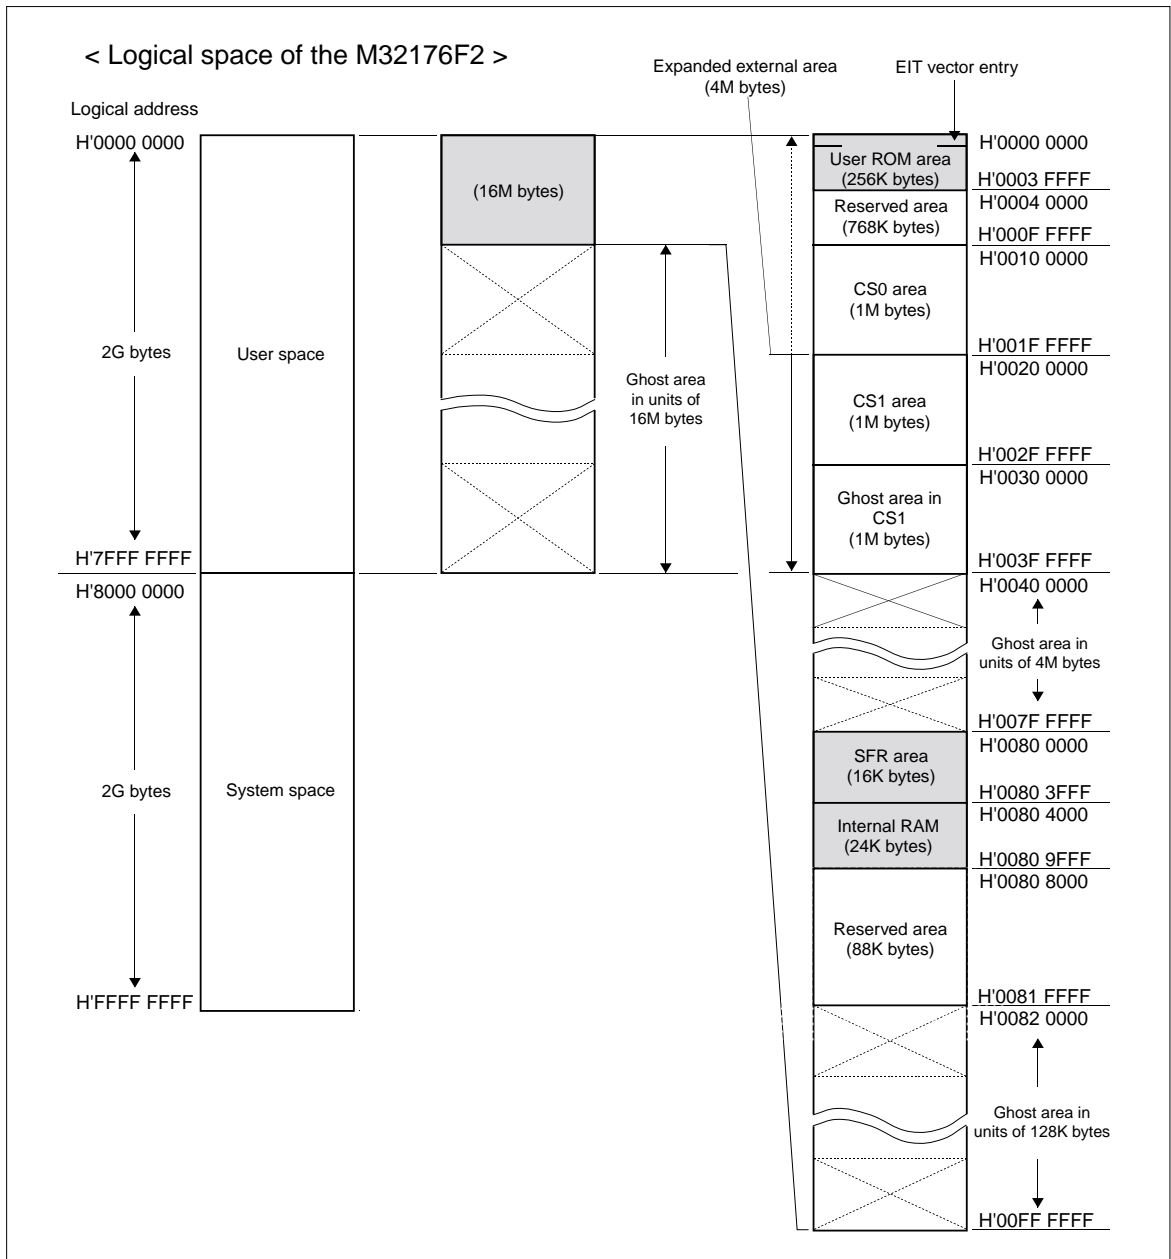 < Logical space of the M32176F2 >
Expanded external area
(4M bytes)
EIT vector entry
Logical address
H'0000 0000
2G bytes
User space
H'7FFF FFFF
H'8000 0000
2G bytes
System space
H'FFFF FFFF
(16M bytes)
Ghost area
in units of
16M bytes
User ROM area
(256K bytes)
H'0000 0000
H'0003 FFFF
Reserved area
(768K bytes)
H'0004 0000
H'000F FFFF
CS0 area
(1M bytes)
H'0010 0000
H'001F FFFF
CS1 area
(1M bytes)
H'0020 0000
H'002F FFFF
Ghost area in
CS1
(1M bytes)
H'0030 0000
H'003F FFFF
H'0040 0000
Ghost area in
units of 4M bytes
H'007F FFFF
SFR area
(16K bytes)
H'0080 0000
H'0080 3FFF
Internal RAM
(24K bytes)
H'0080 4000
H'0080 9FFF
Reserved area
(88K bytes)
H'0080 8000
H'0081 FFFF
H'0082 0000
Ghost area in
units of 128K bytes
H'00FF FFFF